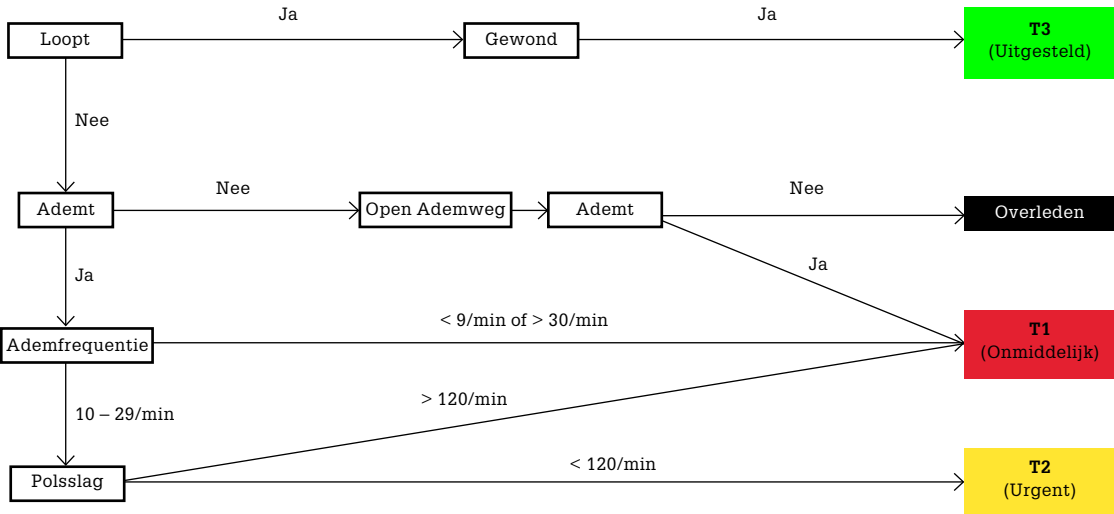 Ja
Ja
Loopt
Gewond
T3
(Uitgesteld)
Nee
Nee
Nee
Ademt
Open Ademweg
Ademt
Overleden
Ja
Ja
< 9/min of > 30/min
Ademfrequentie
T1
(Onmiddelijk)
> 120/min
10 – 29/min
< 120/min
Polsslag
T2
(Urgent)